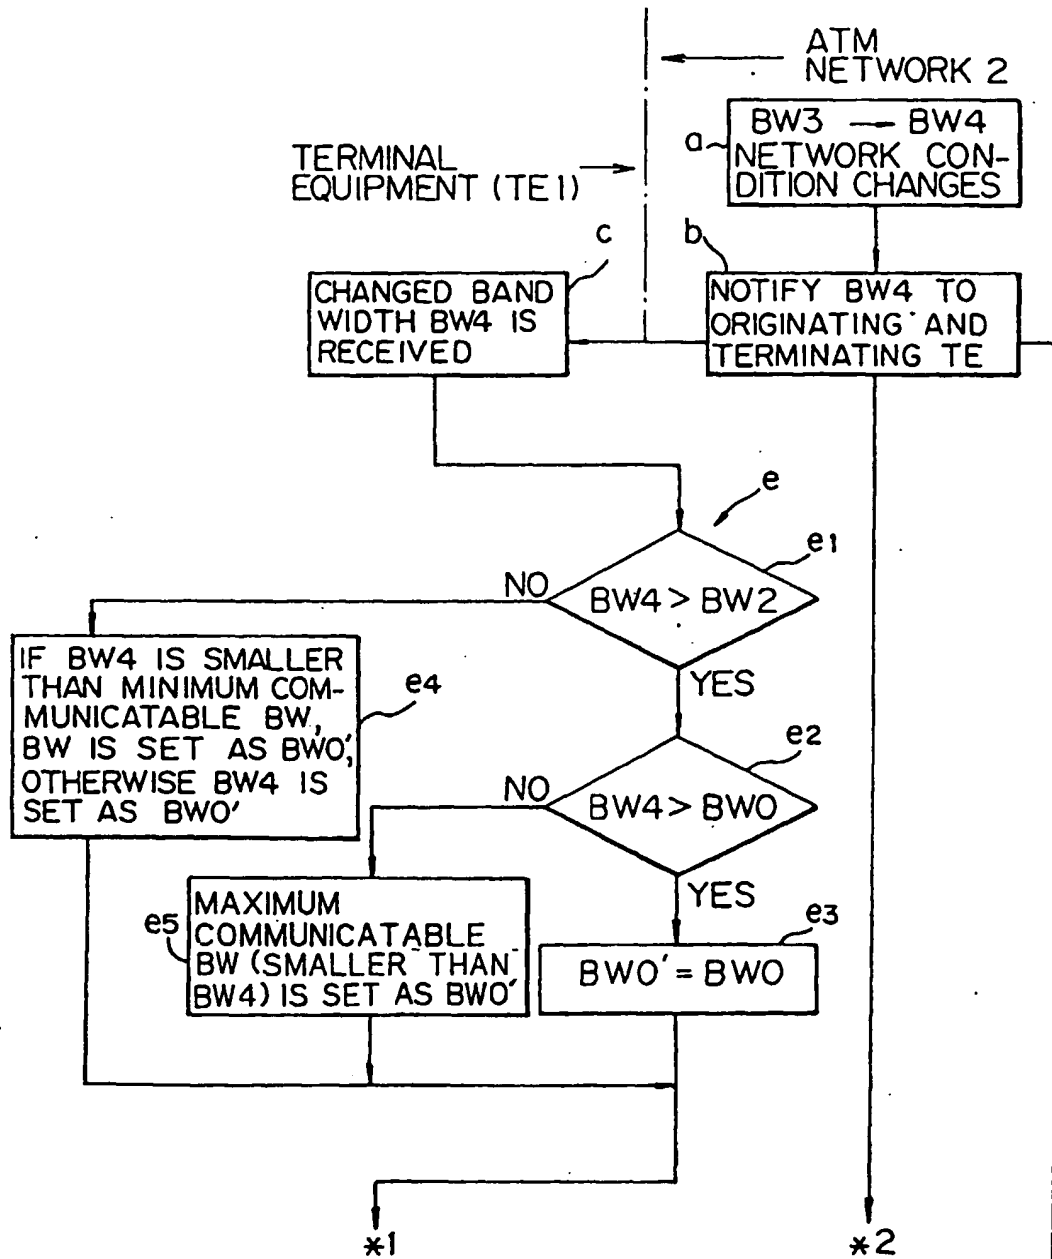 ATM
NETWORK 2
BW3 → BW4
NETWORK CON-
DITION CHANGES
a
TERMINAL
EQUIPMENT (TE1)
c
b
CHANGED BAND
WIDTH BW4 IS
RECEIVED
NOTIFY BW4 TO
ORIGINATING AND
TERMINATING TE
e
e1
NO
BW4 > BW2
YES
IF BW4 IS SMALLER
THAN MINIMUM COM-
MUNICATABLE BW,
BW IS SET AS BW0',
OTHERWISE BW4 IS
SET AS BW0'
e4
e2
NO
BW4 > BW0
YES
MAXIMUM
COMMUNICATABLE
BW (SMALLER THAN
BW4) IS SET AS BW0'
e5
e3
BW0' = BW0
*1
*2